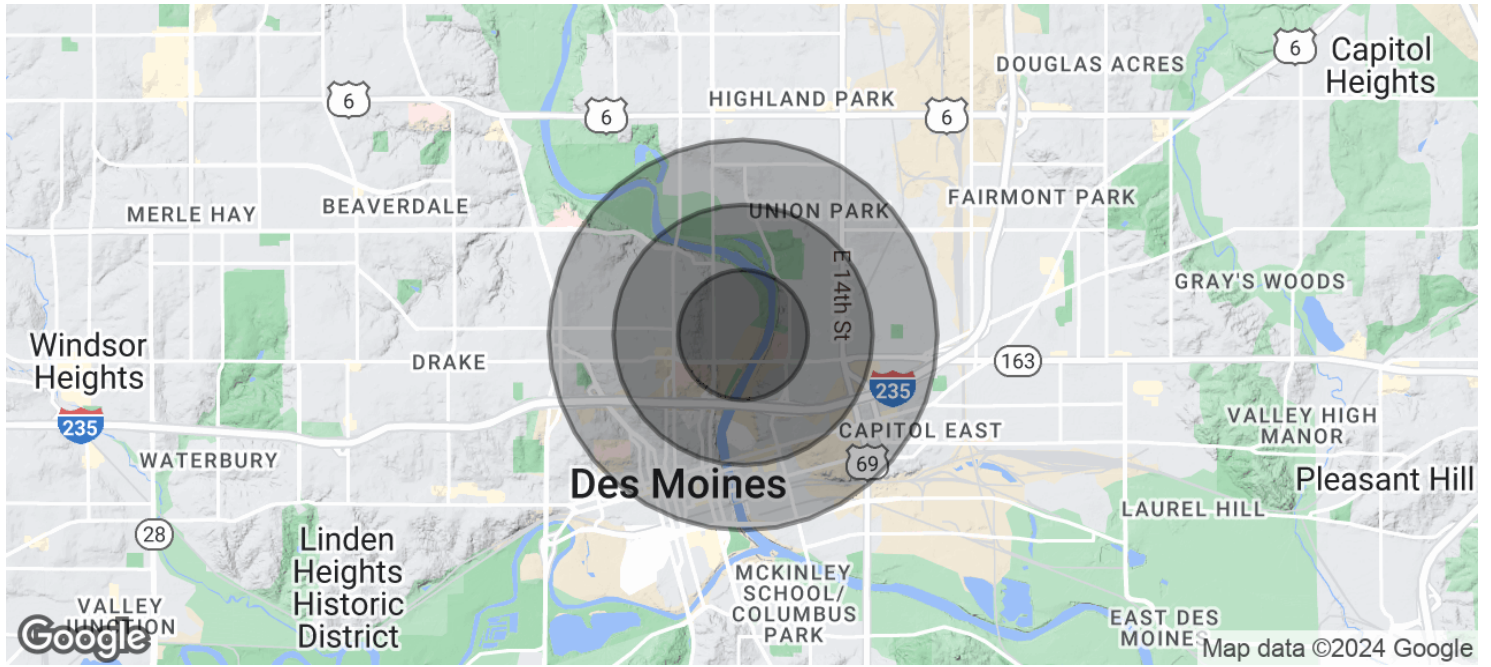 6
Capitol
Heights
DOUGLAS ACRES
6
HIGHLAND PARK
6
6
MERLE HAY
BEAVERDALE
UNION PARK
FAIRMONT PARK
E 14th St
GRAY'S WOODS
Windsor
Heights
DRAKE
163
235
235
CAPITOL EAST
VALLEY HIGH
MANOR
WATERBURY
69
Des Moines
Pleasant Hill
LAUREL HILL
28
Linden
Heights
Historic
District
MCKINLEY
SCHOOL/
COLUMBUS
PARK
VALLEY
JUNCTION
EAST DES
MOINES
Google
Map data ©2024 Google